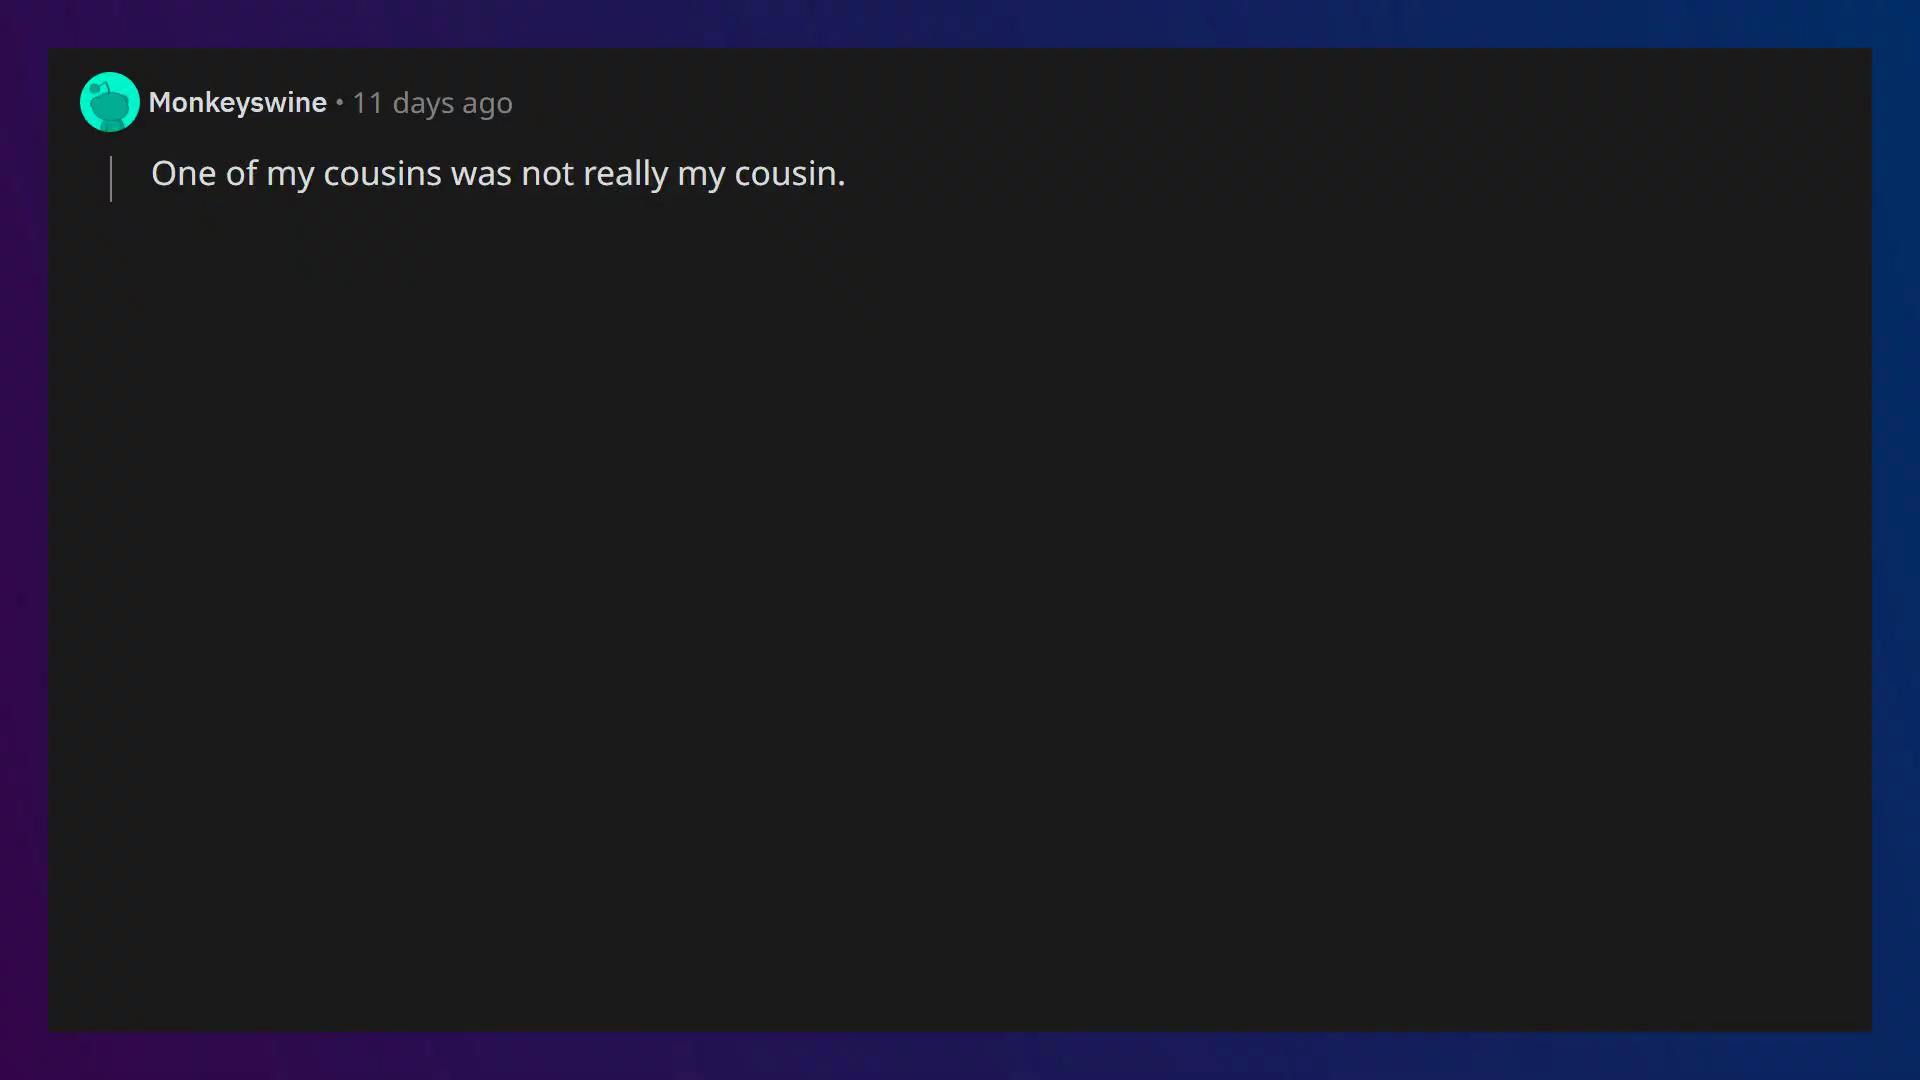 Monkeyswine • 11 days ago
One of my cousins was not really my cousin.